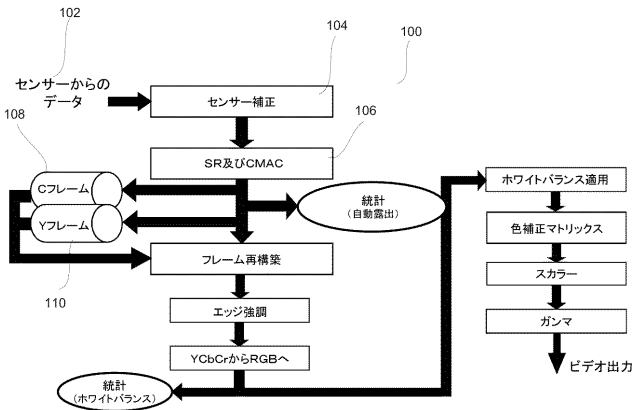 102
センサーからの
データ
104
センサー補正
100
106
SR及びCMAC
108
Cフレーム
Yフレーム
110
統計
(自動露出)
フレーム再構築
エッジ強調
YCbCrからRGBへ
統計
(ホワイトバランス)
ホワイトバランス適用
色補正マトリックス
スカラー
ガンマ
ビデオ出力